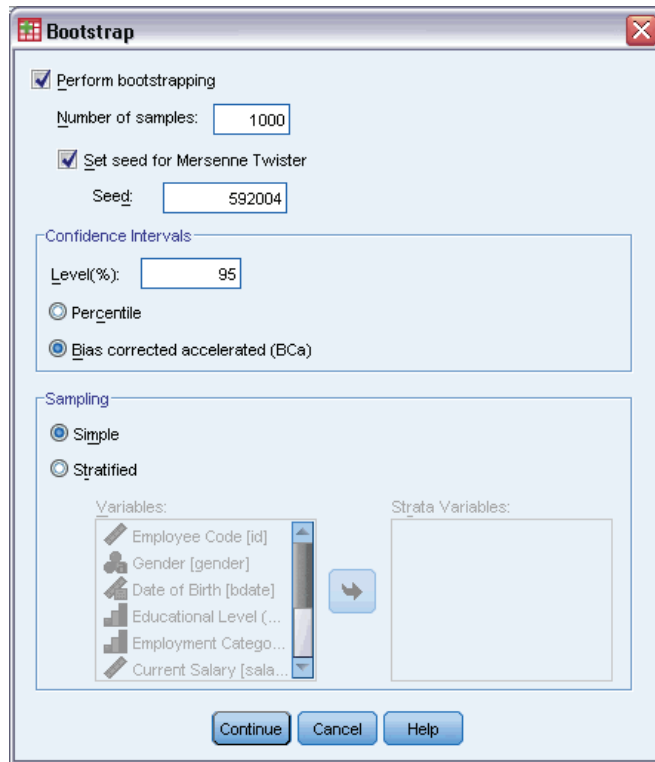 Bootstrap
Perform bootstrapping
Number of samples: 1000
Set seed for Mersenne Twister
Seed: 592004
Confidence Intervals
Level(%): 95
Percentile
Bias corrected accelerated (BCa)
Sampling
Simple
Stratified
Variables:
Strata Variables:
Employee Code [id]
Gender [gender]
Date of Birth [bdate]
Educational Level (...
Employment Catego...
Current Salary [sala...
Continue
Cancel
Help